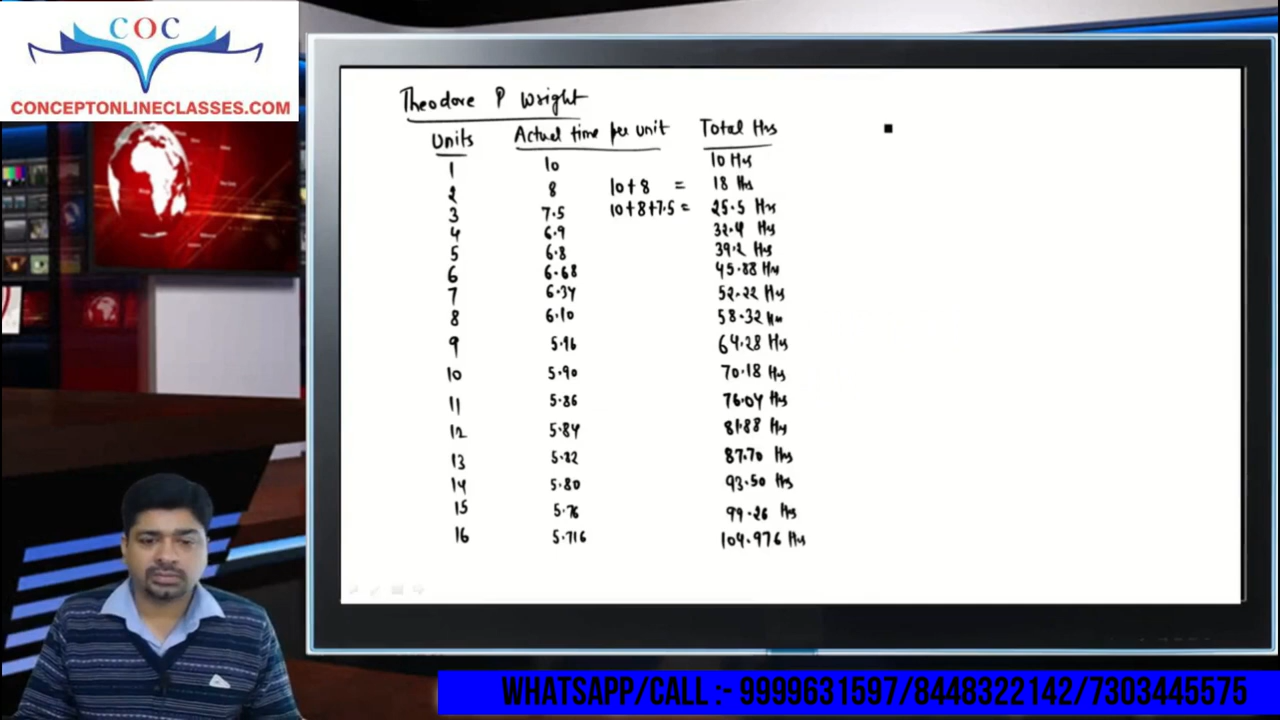 COC
CONCEPTONLINECLASSES.COM
Theodore P Wright
Units Actual time per unit Total Hrs
1 10 10 Hrs
2 8 10+8 = 18 Hrs
3 7.5 10+8+7.5 = 25.5 Hrs
4 6.9 32.4 Hrs
5 6.8 39.2 Hrs
6 6.68 45.88 Hrs
7 6.34 52.22 Hrs
8 6.10 58.32 Hrs
9 5.96 64.28 Hrs
10 5.90 70.18 Hrs
11 5.86 76.04 Hrs
12 5.84 81.88 Hrs
13 5.82 87.70 Hrs
14 5.80 93.50 Hrs
15 5.76 99.26 Hrs
16 5.716 104.976 Hrs
WHATSAPP/CALL :- 9999631597/8448322142/7303445575